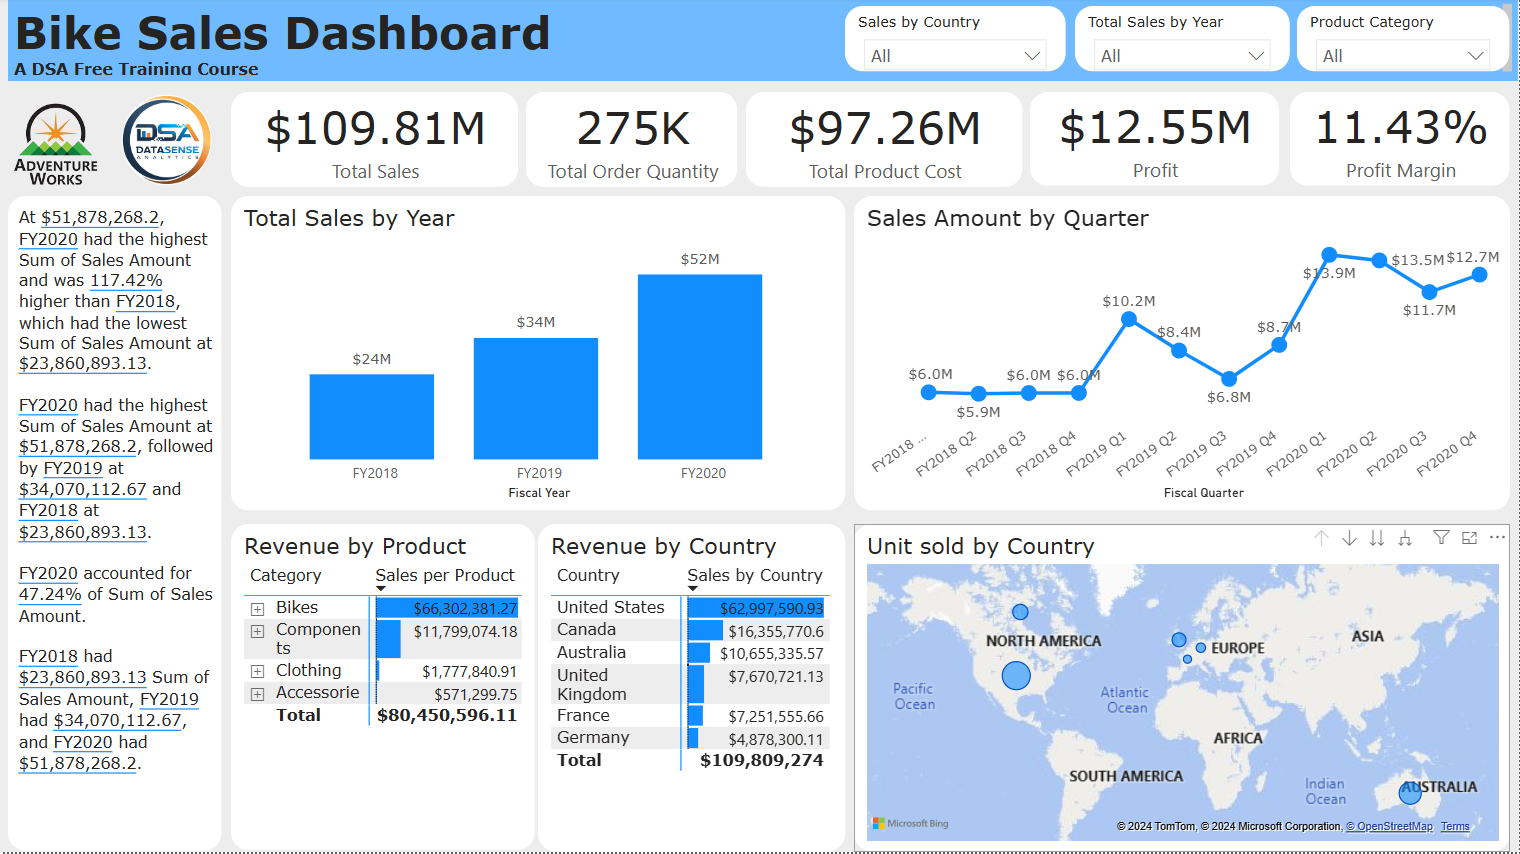 Bike Sales Dashboard
A DSA Free Training Course
Sales by Country
All
Total Sales by Year
All
Product Category
All
ADVENTURE
WORKS
DSA
DATASENSE
ANALYTICS
$109.81M
Total Sales
275K
Total Order Quantity
$97.26M
Total Product Cost
$12.55M
Profit
11.43%
Profit Margin
At $51,878,268.2,
FY2020 had the highest
Sum of Sales Amount
and was 117.42%
higher than FY2018,
which had the lowest
Sum of Sales Amount at
$23,860,893.13.
FY2020 had the highest
Sum of Sales Amount at
$51,878,268.2, followed
by FY2019 at
$34,070,112.67 and
FY2018 at
$23,860,893.13.
FY2020 accounted for
47.24% of Sum of Sales
Amount.
FY2018 had
$23,860,893.13 Sum of
Sales Amount, FY2019
had $34,070,112.67,
and FY2020 had
$51,878,268.2.
Total Sales by Year
$24M
$34M
$52M
FY2018
FY2019
FY2020
Fiscal Year
Sales Amount by Quarter
$6.0M
$5.9M
$6.0M
$6.0M
$10.2M
$8.4M
$6.8M
$8.7M
$13.9M
$13.5M
$11.7M
$12.7M
FY2018 ...
FY2018 Q2
FY2018 Q3
FY2018 Q4
FY2019 Q1
FY2019 Q2
FY2019 Q3
FY2019 Q4
FY2020 Q1
FY2020 Q2
FY2020 Q3
FY2020 Q4
Fiscal Quarter
Revenue by Product
Category Sales per Product
Bikes $66,302,381.27
Componen $11,799,074.18
ts
Clothing $1,777,840.91
Accessorie $571,299.75
Total $80,450,596.11
Revenue by Country
Country Sales by Country
United States $62,997,590.93
Canada $16,355,770.6
Australia $10,655,335.57
United $7,670,721.13
Kingdom
France $7,251,555.66
Germany $4,878,300.11
Total $109,809,274
Unit sold by Country
NORTH AMERICA
EUROPE
ASIA
Pacific
Ocean
Atlantic
Ocean
AFRICA
SOUTH AMERICA
Indian
Ocean
AUSTRALIA
Microsoft Bing
© 2024 TomTom, © 2024 Microsoft Corporation, © OpenStreetMap Terms